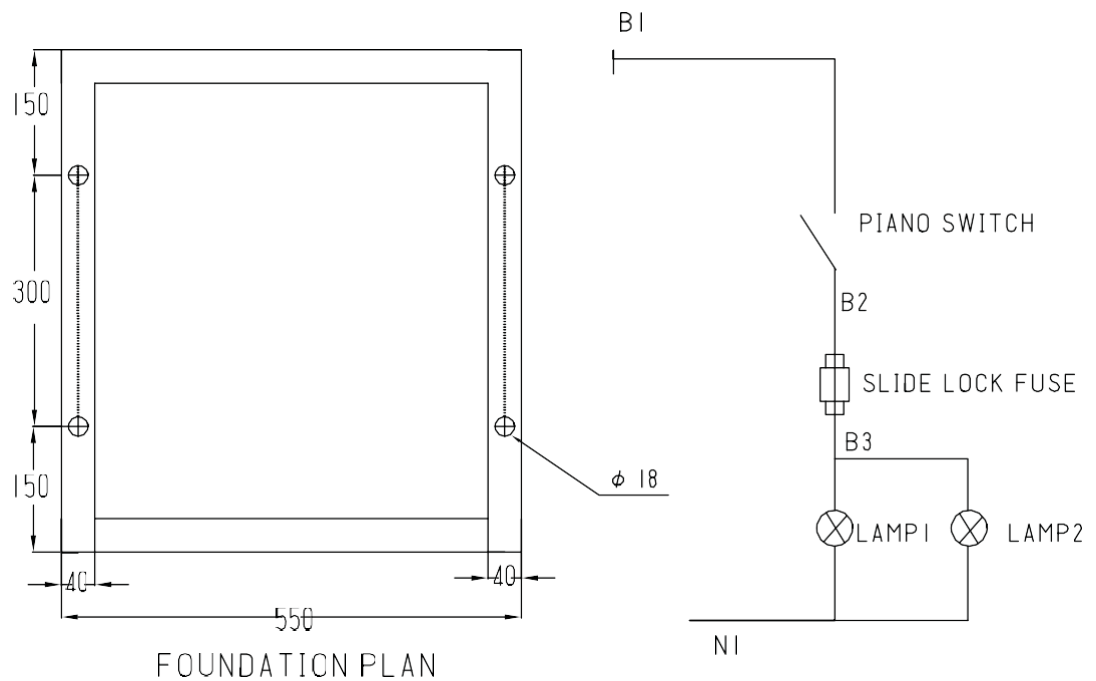 150
300
150
40
40
550
φ 18
FOUNDATION PLAN
B1
PIANO SWITCH
B2
SLIDE LOCK FUSE
B3
LAMP1
LAMP2
N1